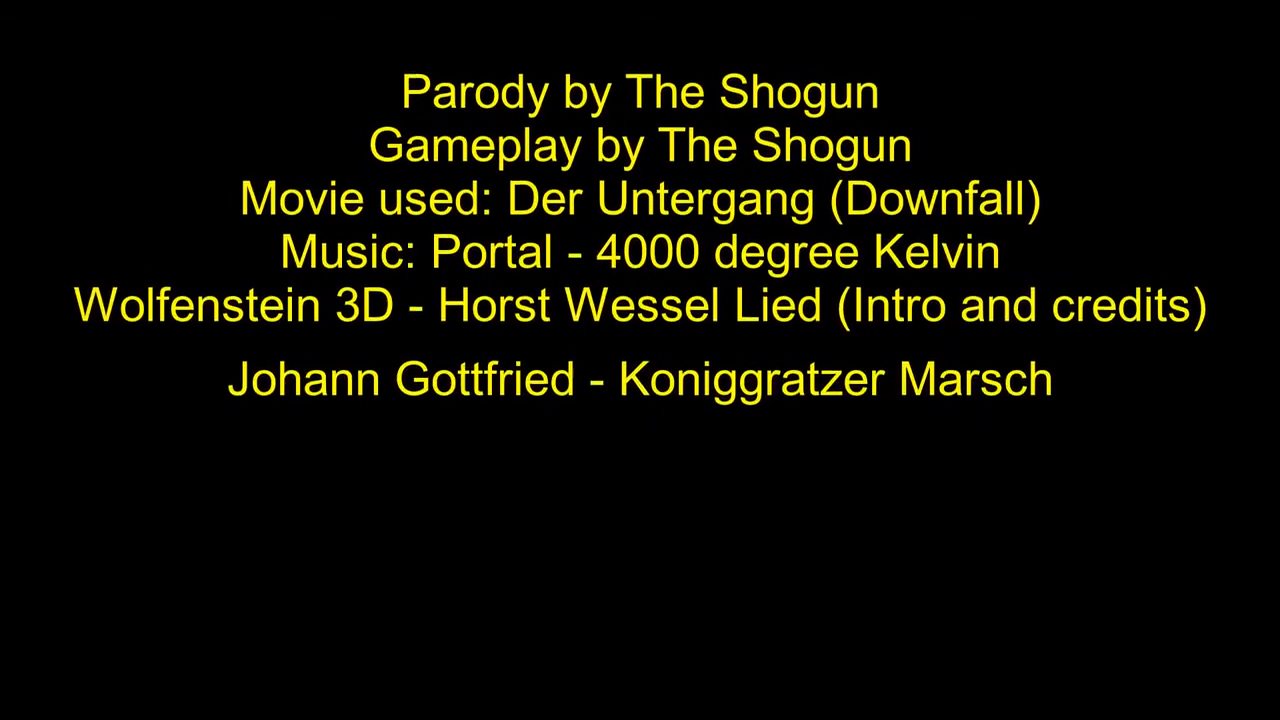 Parody by The Shogun
Gameplay by The Shogun
Movie used: Der Untergang (Downfall)
Music: Portal - 4000 degree Kelvin
Wolfenstein 3D - Horst Wessel Lied (Intro and credits)
Johann Gottfried - Koniggratzer Marsch